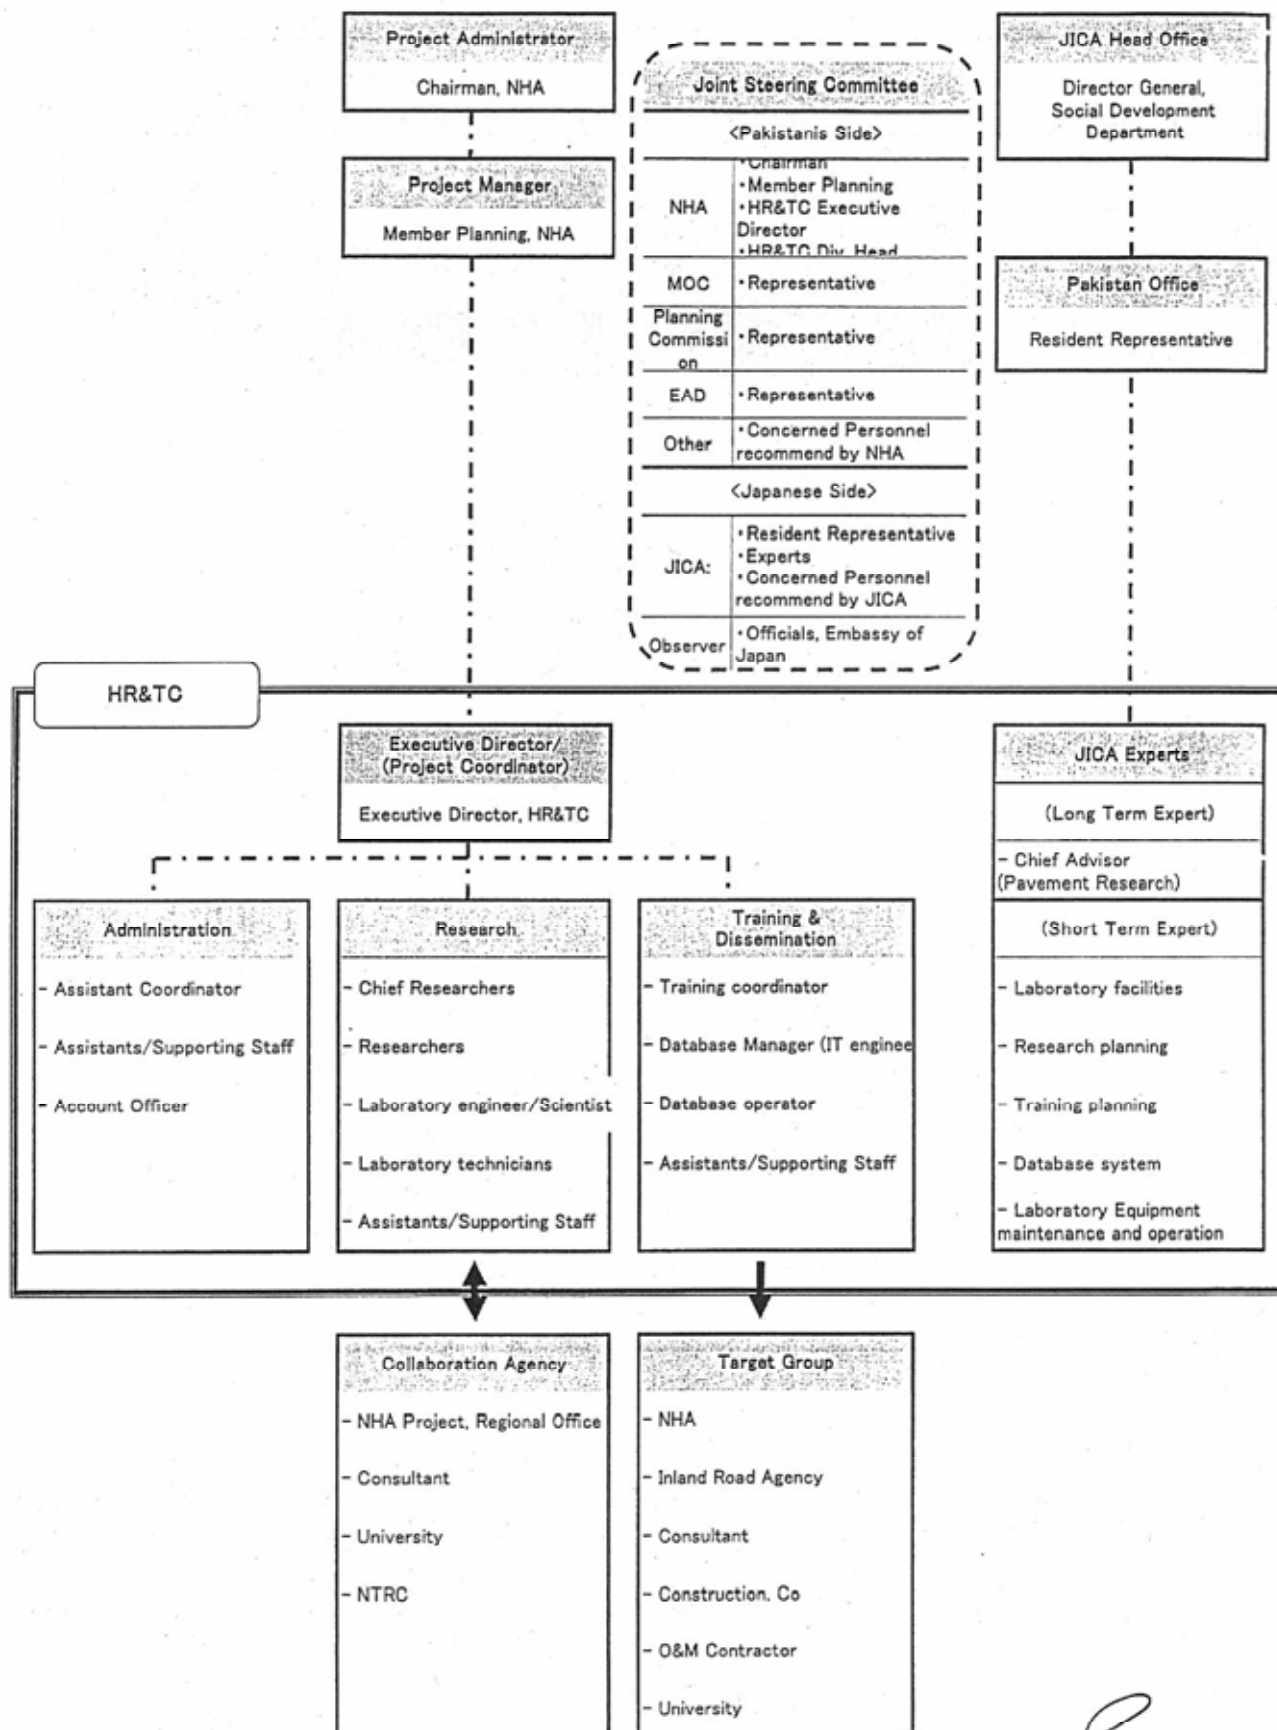 Project Administrator
Chairman, NHA
Project Manager
Member Planning, NHA
Joint Steering Committee
<Pakistanis Side>
NHA
・Chairman
・Member Planning
・HR&TC Executive
Director
・HR&TC Div. Head
MOC
・Representative
Planning
Commissi
on
・Representative
EAD
・Representative
Other
・Concerned Personnel
recommend by NHA
<Japanese Side>
JICA:
・Resident Representative
・Experts
・Concerned Personnel
recommend by JICA
Observer
・Officials, Embassy of
Japan
JICA Head Office
Director General,
Social Development
Department
Pakistan Office
Resident Representative
HR&TC
Executive Director/
(Project Coordinator)
Executive Director, HR&TC
Administration
- Assistant Coordinator
- Assistants/Supporting Staff
- Account Officer
Research
- Chief Researchers
- Researchers
- Laboratory engineer/Scientist
- Laboratory technicians
- Assistants/Supporting Staff
Training &
Dissemination
- Training coordinator
- Database Manager (IT enginee
- Database operator
- Assistants/Supporting Staff
JICA Experts
(Long Term Expert)
- Chief Advisor
(Pavement Research)
(Short Term Expert)
- Laboratory facilities
- Research planning
- Training planning
- Database system
- Laboratory Equipment
maintenance and operation
Collaboration Agency
- NHA Project, Regional Office
- Consultant
- University
- NTRC
Target Group
- NHA
- Inland Road Agency
- Consultant
- Construction. Co
- O&M Contractor
- University